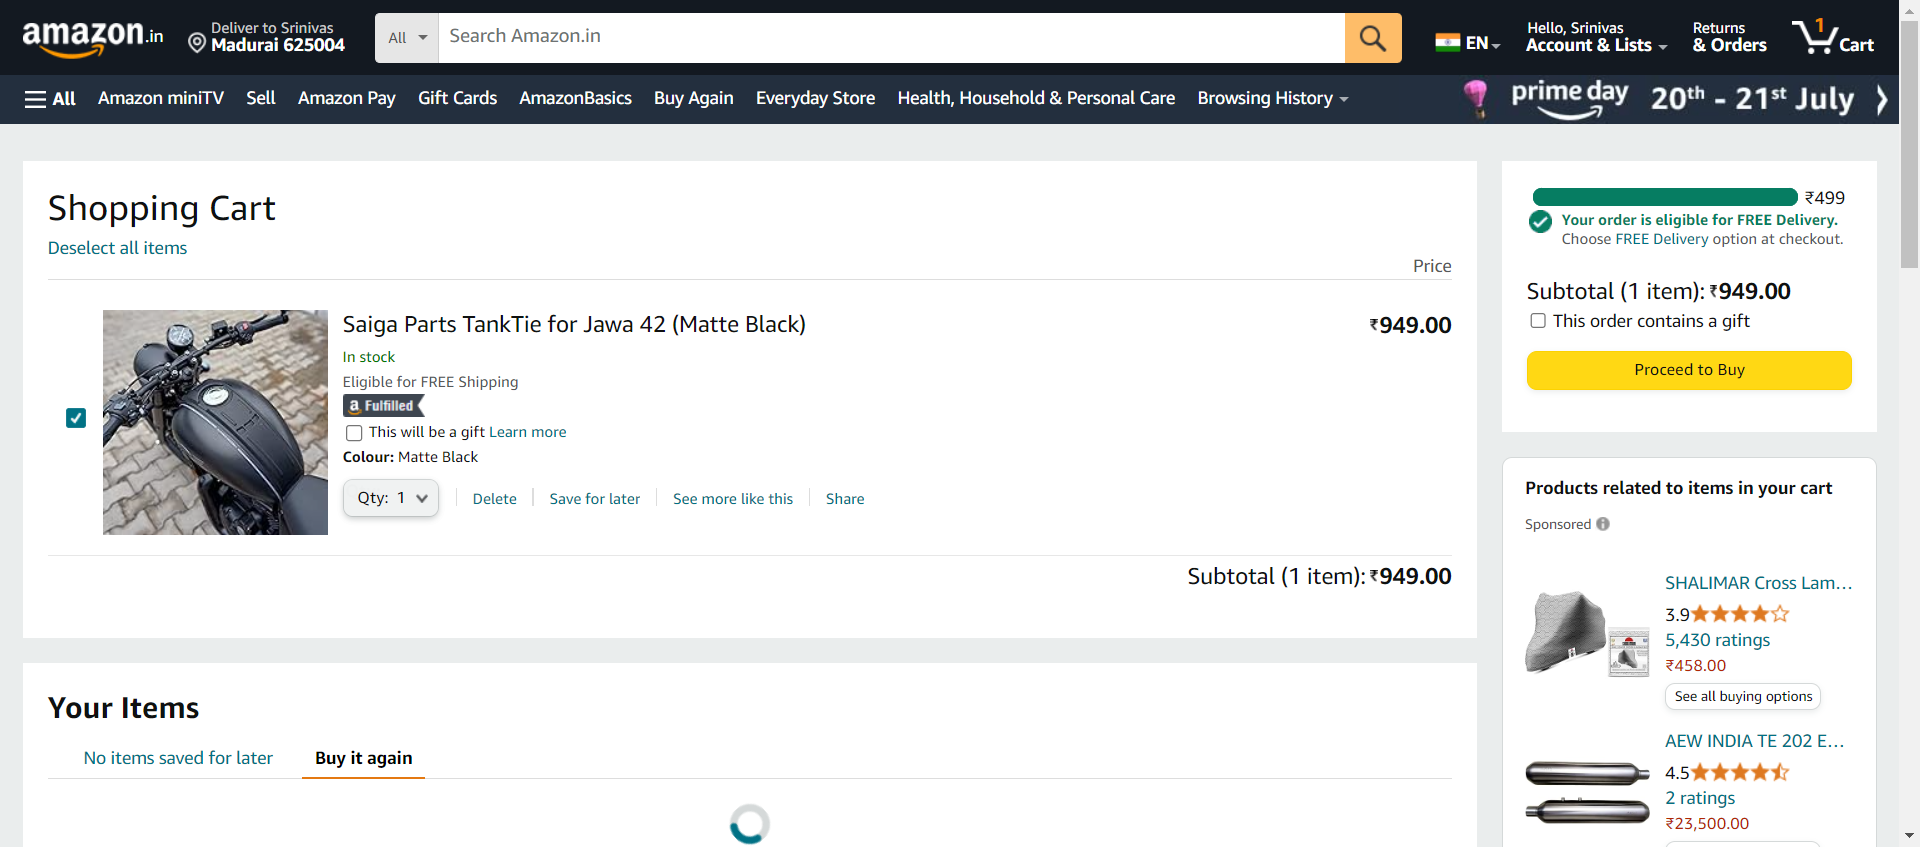 amazon.in
Deliver to Srinivas
Madurai 625004
All
Search Amazon.in
EN
Hello, Srinivas
Account & Lists
Returns
& Orders
1
Cart
All
Amazon miniTV
Sell
Amazon Pay
Gift Cards
AmazonBasics
Buy Again
Everyday Store
Health, Household & Personal Care
Browsing History
prime day
20th - 21st July
Shopping Cart
Deselect all items
Price
Saiga Parts TankTie for Jawa 42 (Matte Black)
₹949.00
In stock
Eligible for FREE Shipping
a Fulfilled
This will be a gift Learn more
Colour: Matte Black
Qty: 1
Delete
Save for later
See more like this
Share
Subtotal (1 item): ₹949.00
Your Items
No items saved for later
Buy it again
₹499
Your order is eligible for FREE Delivery.
Choose FREE Delivery option at checkout.
Subtotal (1 item): ₹949.00
This order contains a gift
Proceed to Buy
Products related to items in your cart
Sponsored
SHALIMAR Cross Lam…
3.9
5,430 ratings
₹458.00
See all buying options
AEW INDIA TE 202 E…
4.5
2 ratings
₹23,500.00